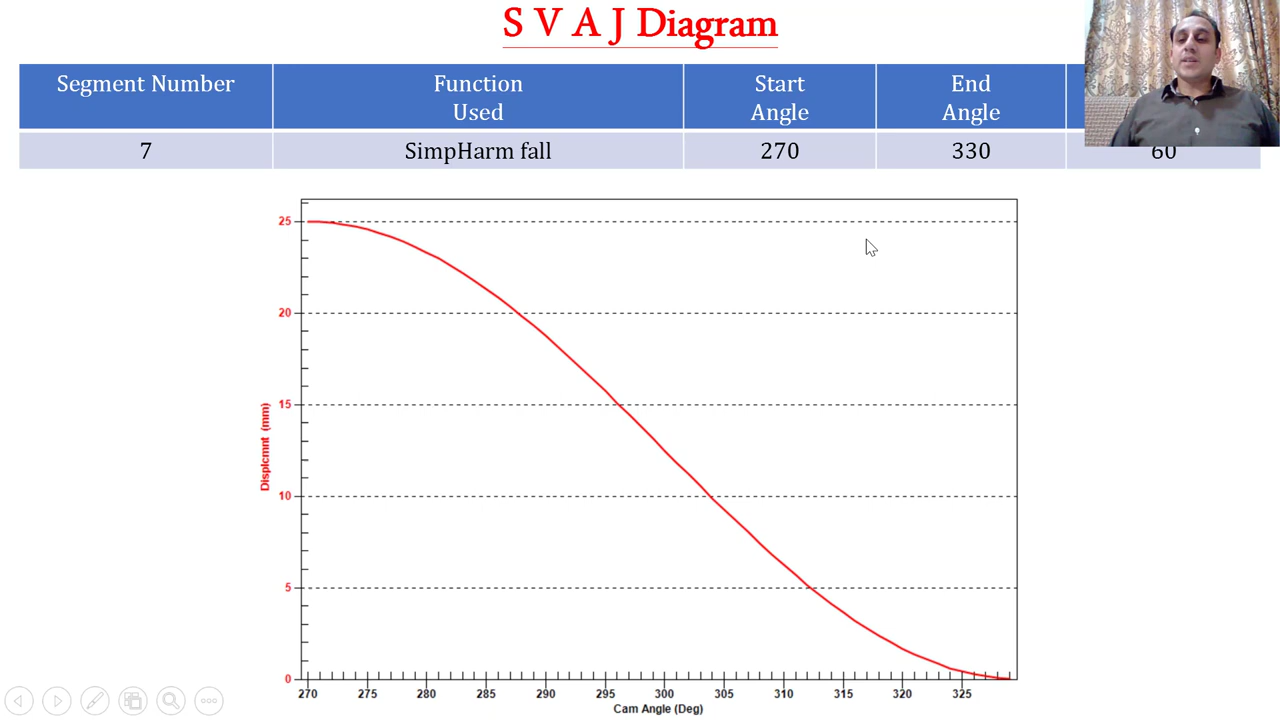 S V A J Diagram
Segment Number
Function
Used
Start
Angle
End
Angle
7
SimpHarm fall
270
330
60
25
20
15
10
5
0
Displcmnt (mm)
270
275
280
285
290
295
300
305
310
315
320
325
Cam Angle (Deg)